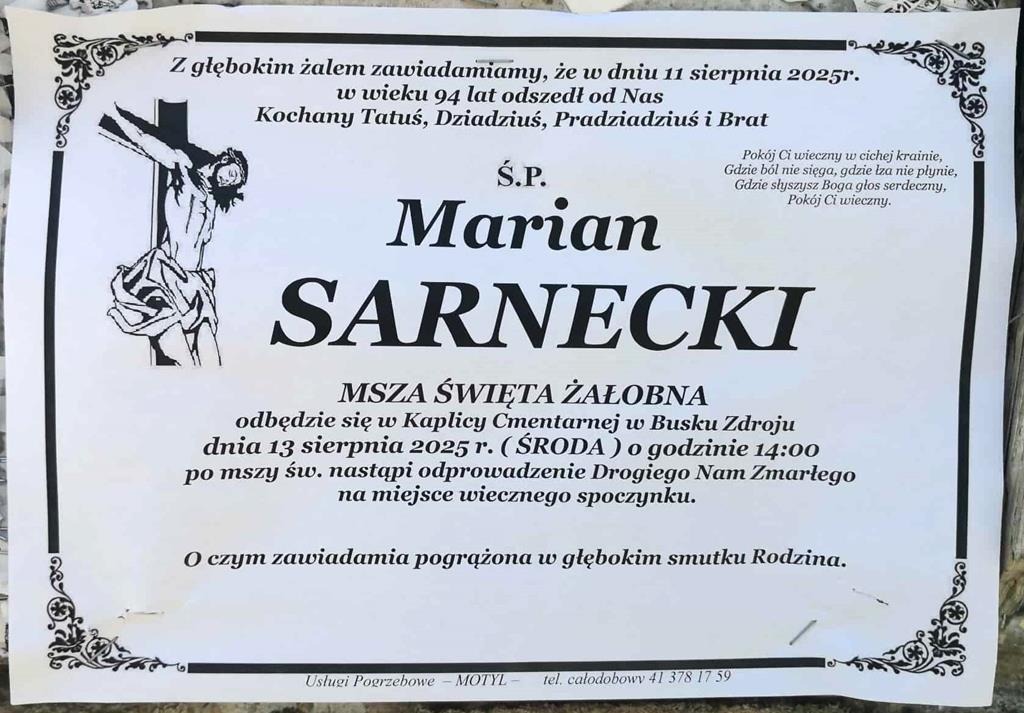 Z głębokim żalem zawiadamiamy, że w dniu 11 sierpnia 2025r.
w wieku 94 lat odszedł od Nas
Kochany Tatuś, Dziadziuś, Pradziadziuś i Brat
Pokój Ci wieczny w cichej krainie,
Gdzie ból nie sięga, gdzie łza nie płynie,
Gdzie słyszysz Boga głos serdeczny,
Pokój Ci wieczny.
Ś.P.
Marian
SARNECKI
MSZA ŚWIĘTA ŻAŁOBNA
odbędzie się w Kaplicy Cmentarnej w Busku Zdroju
dnia 13 sierpnia 2025 r. ( ŚRODA ) o godzinie 14:00
po mszy św. nastąpi odprowadzenie Drogiego Nam Zmarłego
na miejsce wiecznego spoczynku.
O czym zawiadamia pogrążona w głębokim smutku Rodzina.
Usługi Pogrzebowe – MOTYL – tel. całodobowy 41 378 17 59